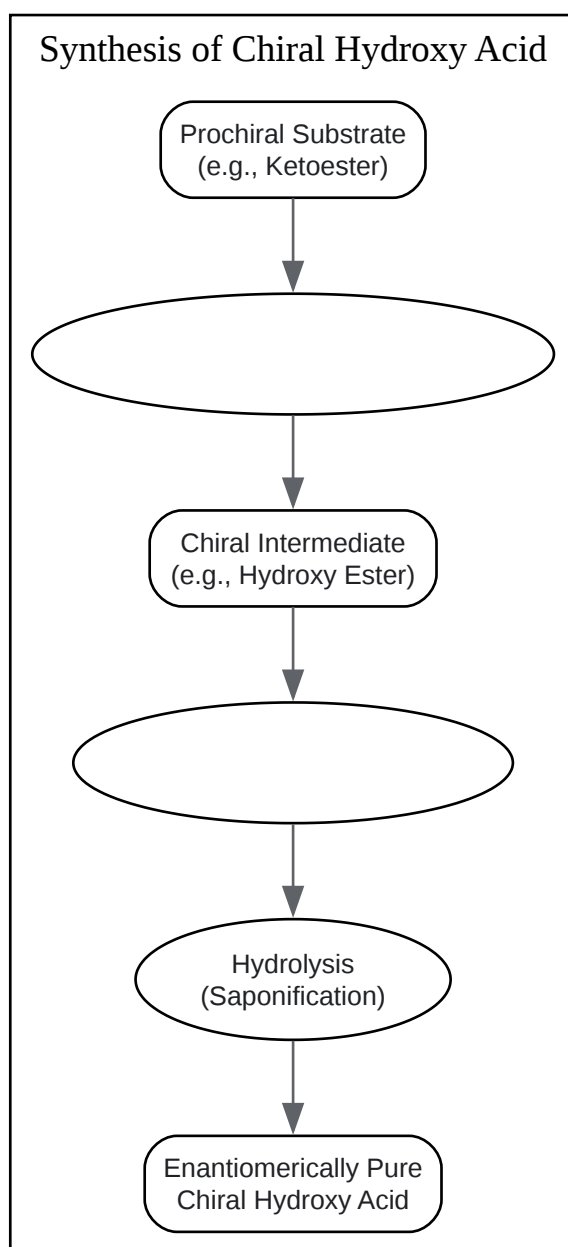 Synthesis of Chiral Hydroxy Acid
Prochiral Substrate
(e.g., Ketoester)
Chiral Intermediate
(e.g., Hydroxy Ester)
Hydrolysis
(Saponification)
Enantiomerically Pure
Chiral Hydroxy Acid